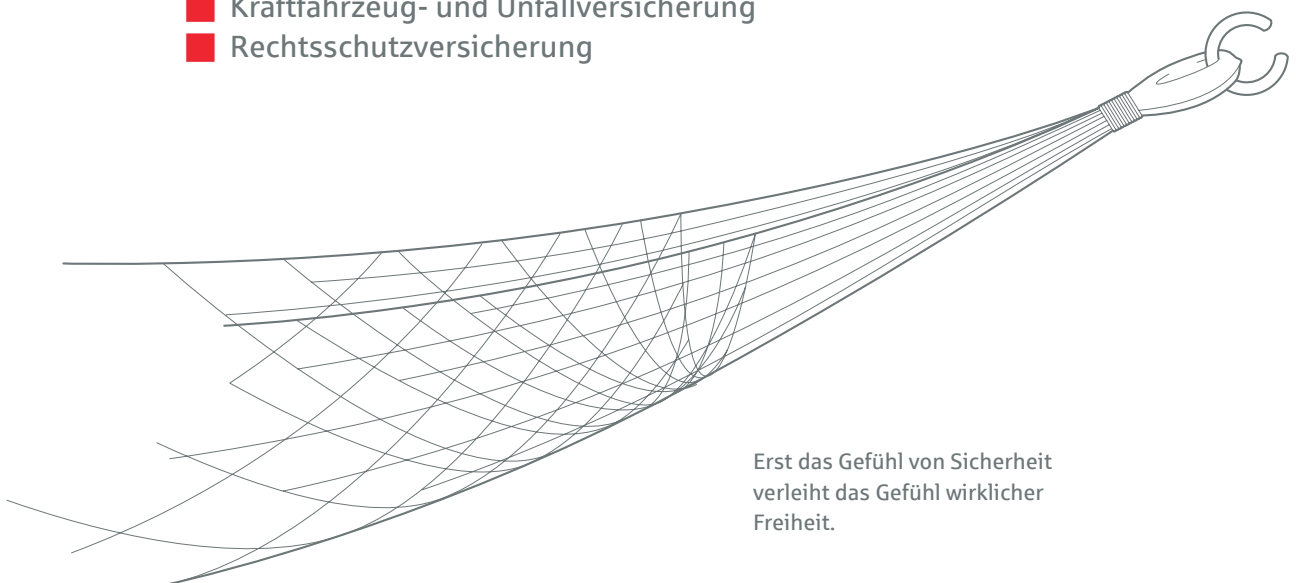 Kraftfahrzeug- und Unfallversicherung
Rechtsschutzversicherung
Erst das Gefühl von Sicherheit
verleiht das Gefühl wirklicher
Freiheit.